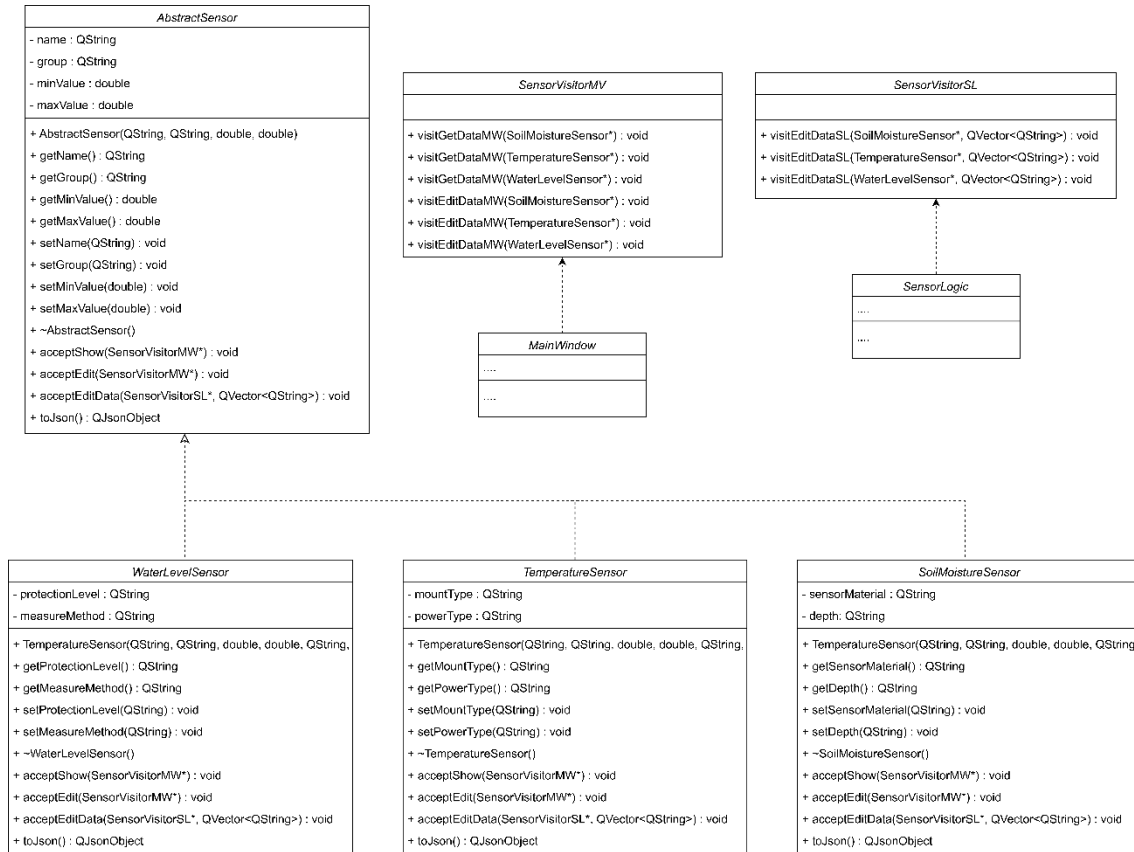 AbstractSensor
- name : QString
- group : QString
- minValue : double
- maxValue : double
+ AbstractSensor(QString, QString, double, double)
+ getName() : QString
+ getGroup() : QString
+ getMinValue() : double
+ getMaxValue() : double
+ setName(QString) : void
+ setGroup(QString) : void
+ setMinValue(double) : void
+ setMaxValue(double) : void
+ ~AbstractSensor()
+ acceptShow(SensorVisitorMW*) : void
+ acceptEdit(SensorVisitorMW*) : void
+ acceptEditData(SensorVisitorSL*, QVector<QString>) : void
+ toJson() : QJsonObject
SensorVisitorMV
+ visitGetDataMW(SoilMoistureSensor*) : void
+ visitGetDataMW(TemperatureSensor*) : void
+ visitGetDataMW(WaterLevelSensor*) : void
+ visitEditDataMW(SoilMoistureSensor*) : void
+ visitEditDataMW(TemperatureSensor*) : void
+ visitEditDataMW(WaterLevelSensor*) : void
SensorVisitorSL
+ visitEditDataSL(SoilMoistureSensor*, QVector<QString>) : void
+ visitEditDataSL(TemperatureSensor*, QVector<QString>) : void
+ visitEditDataSL(WaterLevelSensor*, QVector<QString>) : void
MainWindow
....
....
SensorLogic
....
....
WaterLevelSensor
- protectionLevel : QString
- measureMethod : QString
+ TemperatureSensor(QString, QString, double, double, QString,
+ getProtectionLevel() : QString
+ getMeasureMethod() : QString
+ setProtectionLevel(QString) : void
+ setMeasureMethod(QString) : void
+ ~WaterLevelSensor()
+ acceptShow(SensorVisitorMW*) : void
+ acceptEdit(SensorVisitorMW*) : void
+ acceptEditData(SensorVisitorSL*, QVector<QString>) : void
+ toJson() : QJsonObject
TemperatureSensor
- mountType : QString
- powerType : QString
+ TemperatureSensor(QString, QString, double, double, QString,
+ getMountType() : QString
+ getPowerType() : QString
+ setMountType(QString) : void
+ setPowerType(QString) : void
+ ~TemperatureSensor()
+ acceptShow(SensorVisitorMW*) : void
+ acceptEdit(SensorVisitorMW*) : void
+ acceptEditData(SensorVisitorSL*, QVector<QString>) : void
+ toJson() : QJsonObject
SoilMoistureSensor
- sensorMaterial : QString
- depth: QString
+ TemperatureSensor(QString, QString, double, double, QString,
+ getSensorMaterial() : QString
+ getDepth() : QString
+ setSensorMaterial(QString) : void
+ setDepth(QString) : void
+ ~SoilMoistureSensor()
+ acceptShow(SensorVisitorMW*) : void
+ acceptEdit(SensorVisitorMW*) : void
+ acceptEditData(SensorVisitorSL*, QVector<QString>) : void
+ toJson() : QJsonObject